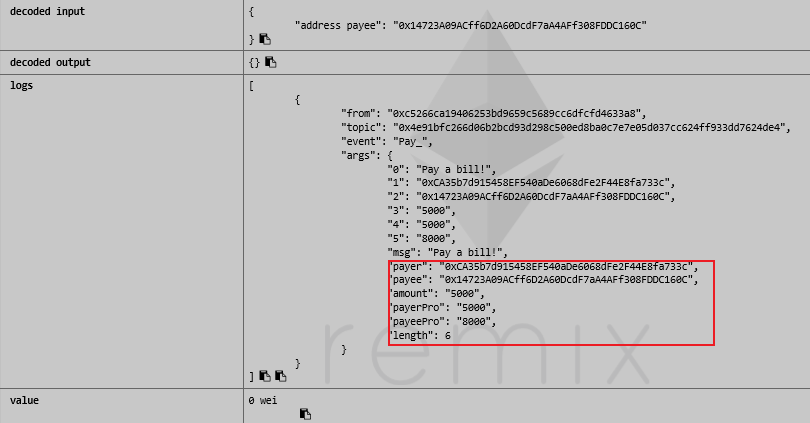 decoded input
{
"address payee": "0x14723A09ACff6D2A60DcdF7aA4AFf308FDDC160C"
}
decoded output
{}
logs
[
{
"from": "0xc5266ca19406253bd9659c5689cc6dfcfd4633a8",
"topic": "0x4e91bfc266d06b2bcd93d298c500ed8ba0c7e7e05d037cc624ff933dd7624de4",
"event": "Pay_",
"args": {
"0": "Pay a bill!",
"1": "0xCA35b7d915458EF540aDe6068dFe2F44E8fa733c",
"2": "0x14723A09ACff6D2A60DcdF7aA4AFf308FDDC160C",
"3": "5000",
"4": "5000",
"5": "8000",
"msg": "Pay a bill!",
"payer": "0xCA35b7d915458EF540aDe6068dFe2F44E8fa733c",
"payee": "0x14723A09ACff6D2A60DcdF7aA4AFf308FDDC160C",
"amount": "5000",
"payerPro": "5000",
"payeePro": "8000",
"length": 6
}
}
]
value
0 wei
remix